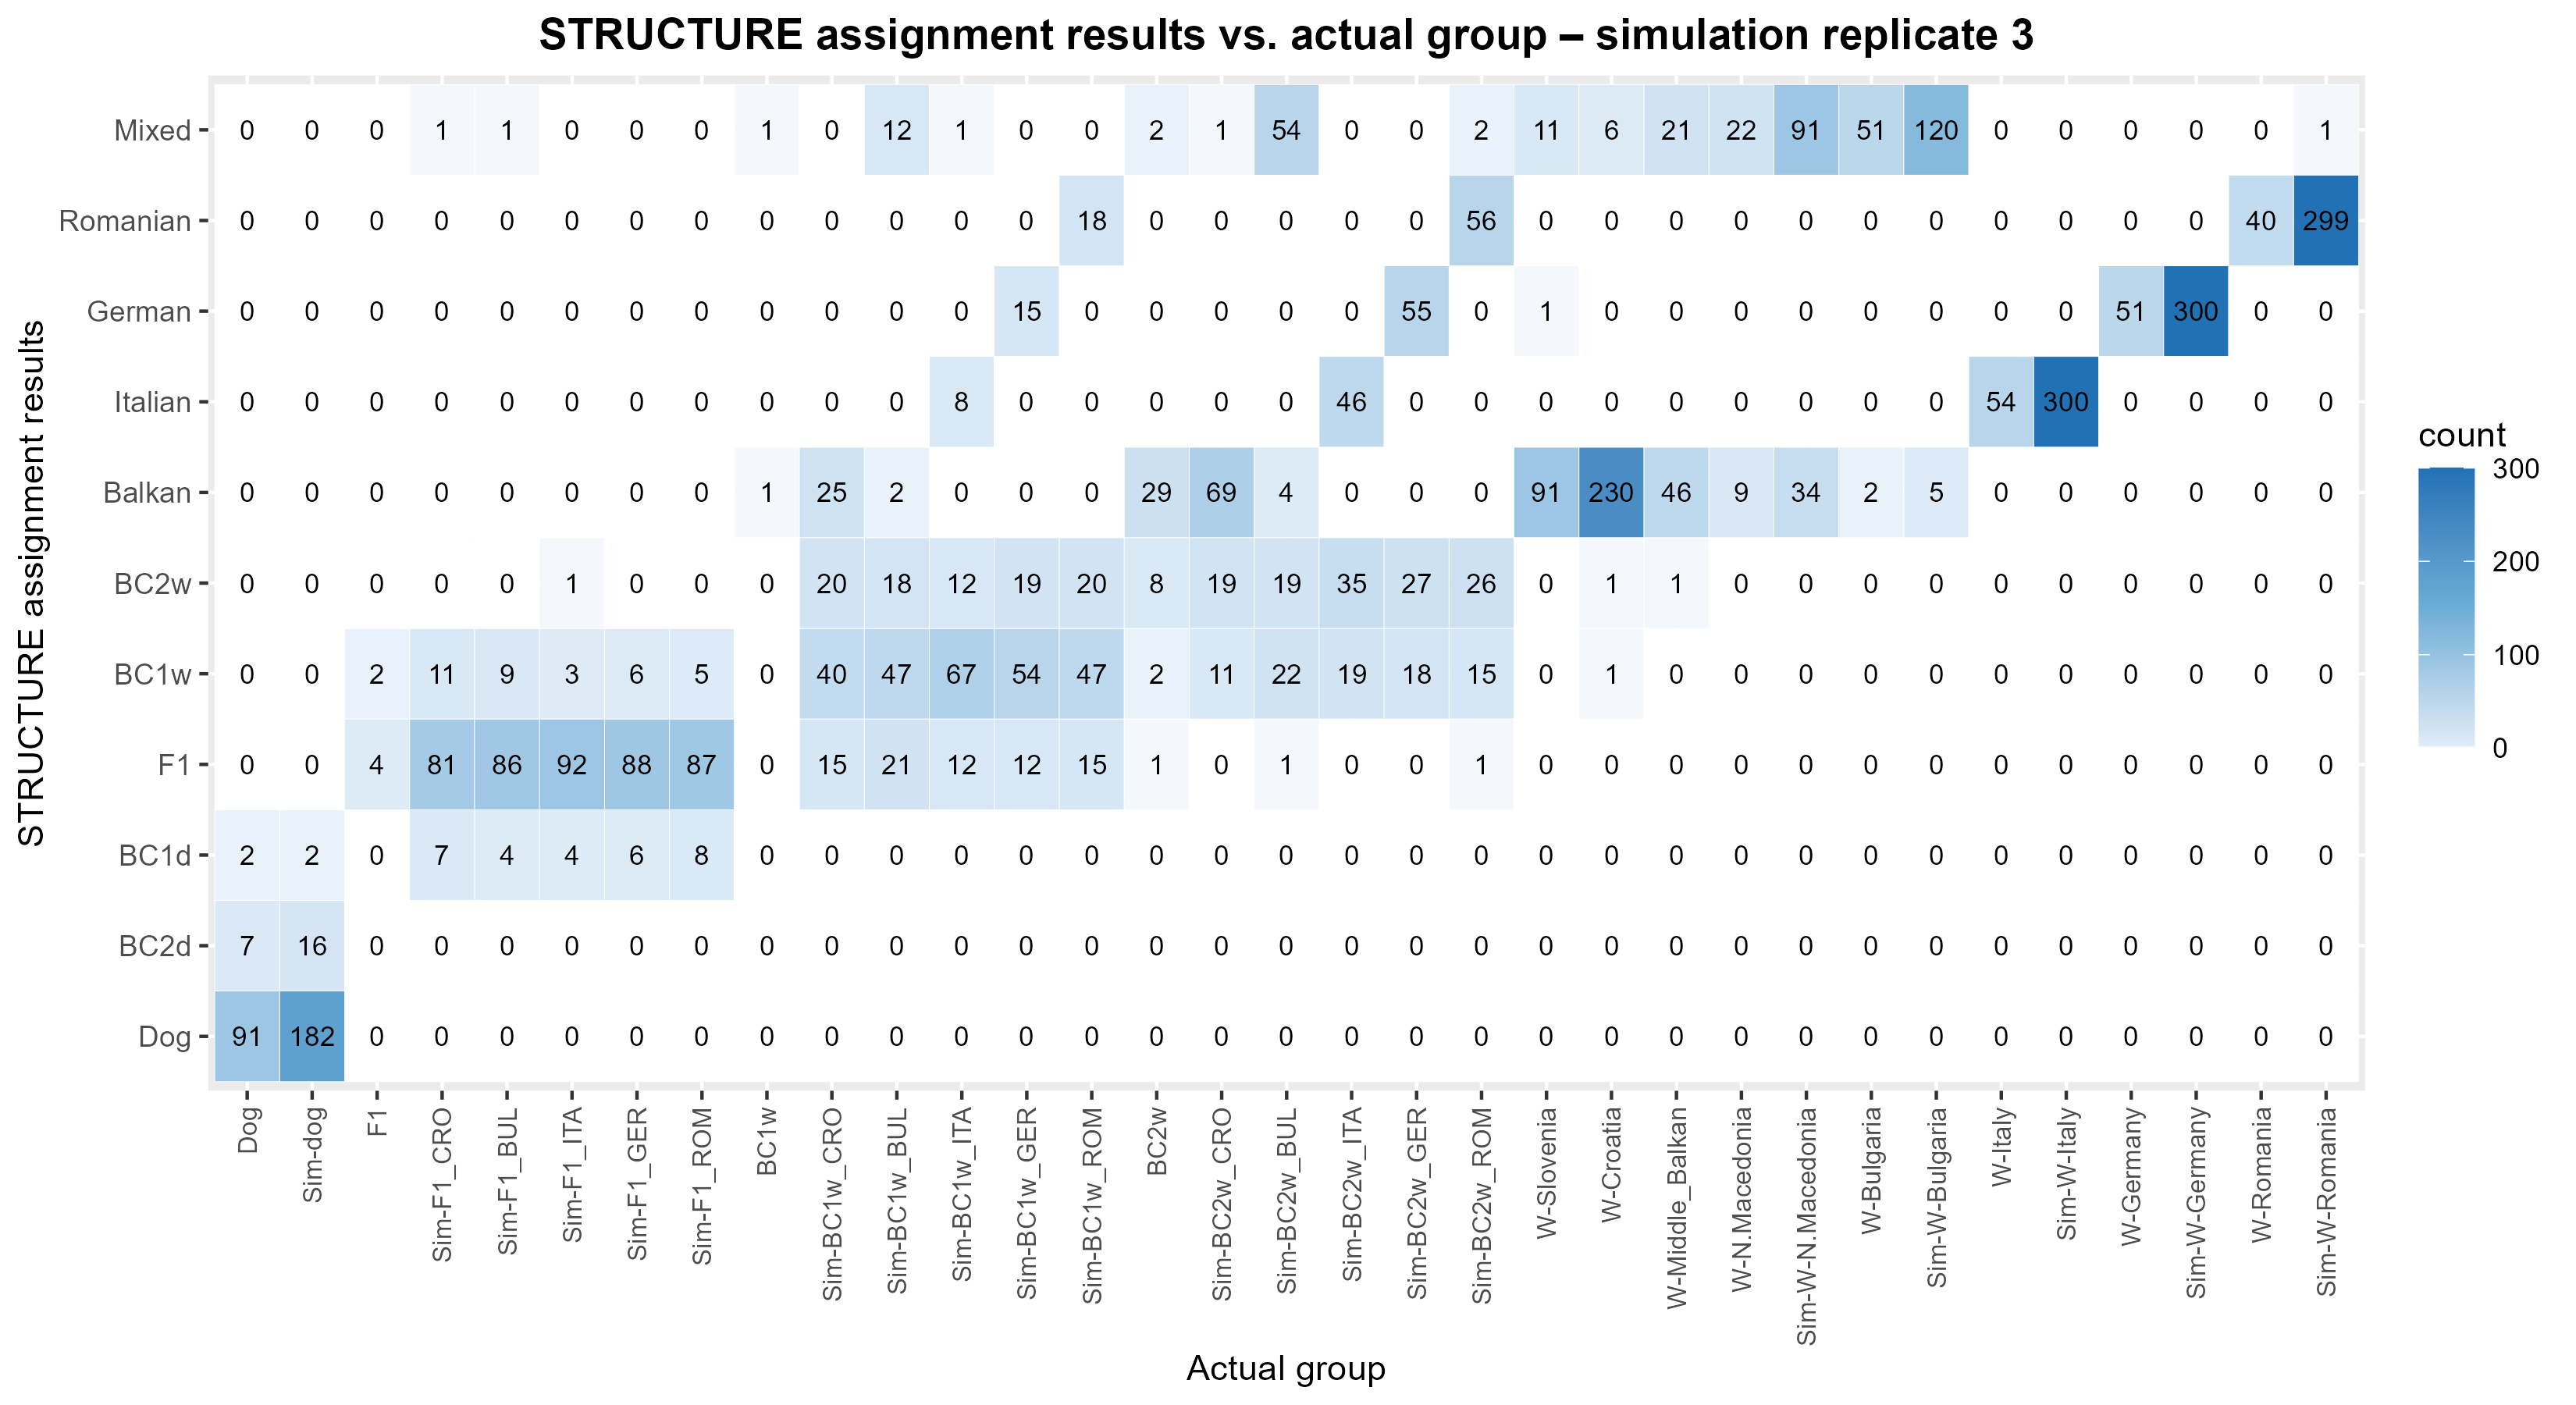 STRUCTURE assignment results vs. actual group – simulation replicate 3
STRUCTURE assignment results
Mixed 0 0 0 1 1 0 0 0 1 0 12 1 0 0 2 1 54 0 0 2 11 6 21 22 91 51 120 0 0 0 0 0 1
Romanian 0 0 0 0 0 0 0 0 0 0 0 0 0 18 0 0 0 0 0 56 0 0 0 0 0 0 0 0 0 0 0 40 299
German 0 0 0 0 0 0 0 0 0 0 0 0 15 0 0 0 0 0 55 0 1 0 0 0 0 0 0 0 0 51 300 0 0
Italian 0 0 0 0 0 0 0 0 0 0 0 8 0 0 0 0 0 46 0 0 0 0 0 0 0 0 0 54 300 0 0 0 0
Balkan 0 0 0 0 0 0 0 0 1 25 2 0 0 0 29 69 4 0 0 0 91 230 46 9 34 2 5 0 0 0 0 0 0
BC2w 0 0 0 0 0 1 0 0 0 20 18 12 19 20 8 19 19 35 27 26 0 1 1 0 0 0 0 0 0 0 0 0 0
BC1w 0 0 2 11 9 3 6 5 0 40 47 67 54 47 2 11 22 19 18 15 0 1 0 0 0 0 0 0 0 0 0 0 0
F1 0 0 4 81 86 92 88 87 0 15 21 12 12 15 1 0 1 0 0 1 0 0 0 0 0 0 0 0 0 0 0 0 0
BC1d 2 2 0 7 4 4 6 8 0 0 0 0 0 0 0 0 0 0 0 0 0 0 0 0 0 0 0 0 0 0 0 0 0
BC2d 7 16 0 0 0 0 0 0 0 0 0 0 0 0 0 0 0 0 0 0 0 0 0 0 0 0 0 0 0 0 0 0 0
Dog 91 182 0 0 0 0 0 0 0 0 0 0 0 0 0 0 0 0 0 0 0 0 0 0 0 0 0 0 0 0 0 0 0
Dog
Sim-dog
F1
Sim-F1_CRO
Sim-F1_BUL
Sim-F1_ITA
Sim-F1_GER
Sim-F1_ROM
BC1w
Sim-BC1w_CRO
Sim-BC1w_BUL
Sim-BC1w_ITA
Sim-BC1w_GER
Sim-BC1w_ROM
BC2w
Sim-BC2w_CRO
Sim-BC2w_BUL
Sim-BC2w_ITA
Sim-BC2w_GER
Sim-BC2w_ROM
W-Slovenia
W-Croatia
W-Middle_Balkan
W-N.Macedonia
Sim-W-N.Macedonia
W-Bulgaria
Sim-W-Bulgaria
W-Italy
Sim-W-Italy
W-Germany
Sim-W-Germany
W-Romania
Sim-W-Romania
Actual group
count
300
200
100
0